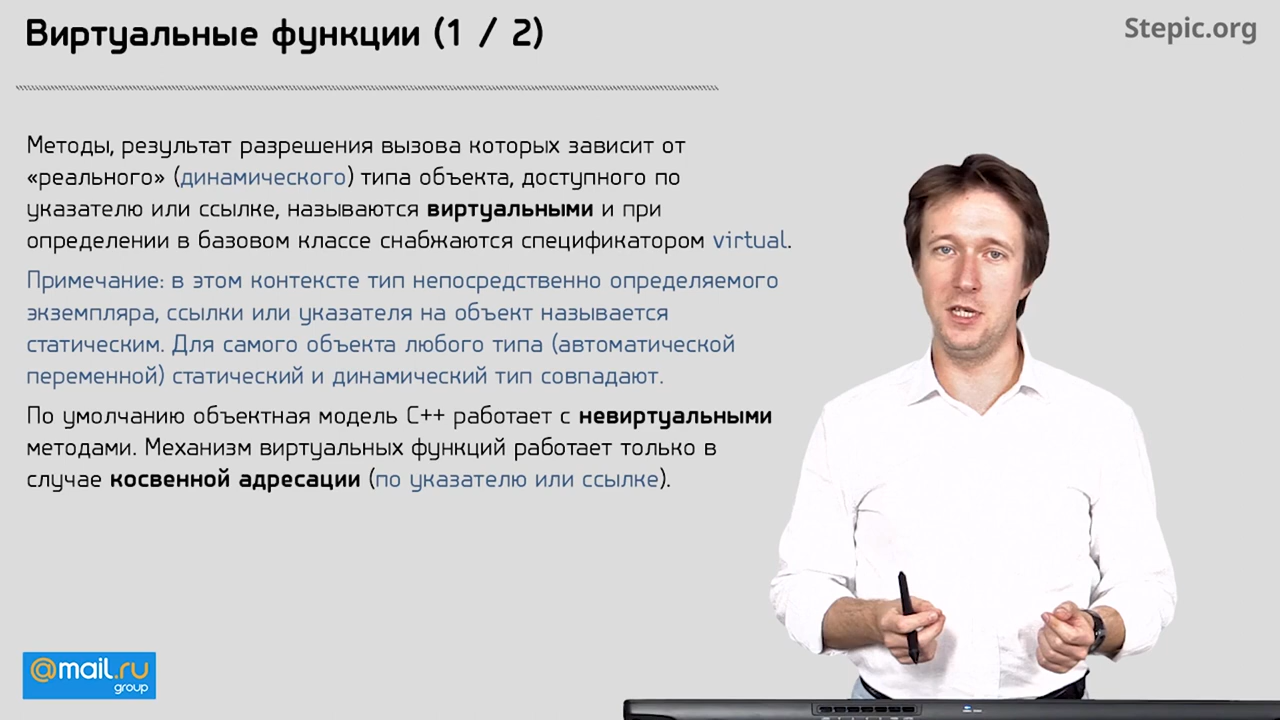 Виртуальные функции (1 / 2)
Stepic.org
Методы, результат разрешения вызова которых зависит от
«реального» (динамического) типа объекта, доступного по
указателю или ссылке, называются виртуальными и при
определении в базовом классе снабжаются спецификатором virtual.
Примечание: в этом контексте тип непосредственно определяемого
экземпляра, ссылки или указателя на объект называется
статическим. Для самого объекта любого типа (автоматической
переменной) статический и динамический тип совпадают.
По умолчанию объектная модель C++ работает с невиртуальными
методами. Механизм виртуальных функций работает только в
случае косвенной адресации (по указателю или ссылке).
@mail.ru
group